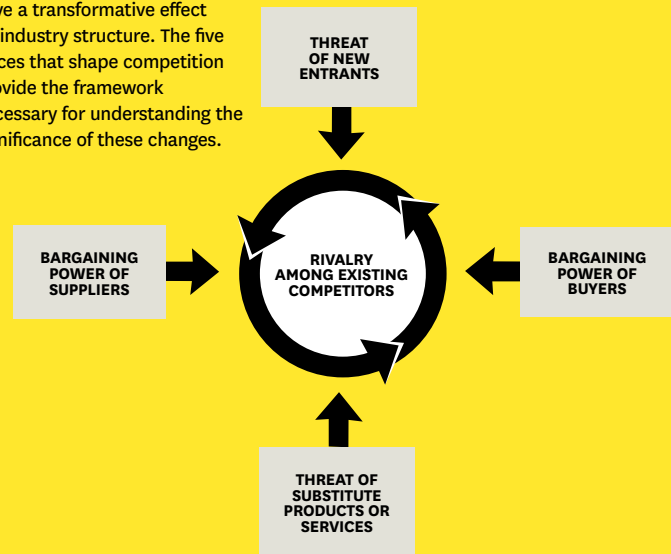 ve a transformative effect
industry structure. The five
ces that shape competition
ovide the framework
cessary for understanding the
nificance of these changes.
THREAT
OF NEW
ENTRANTS
BARGAINING
POWER OF
SUPPLIERS
RIVALRY
AMONG EXISTING
COMPETITORS
BARGAINING
POWER OF
BUYERS
THREAT OF
SUBSTITUTE
PRODUCTS OR
SERVICES